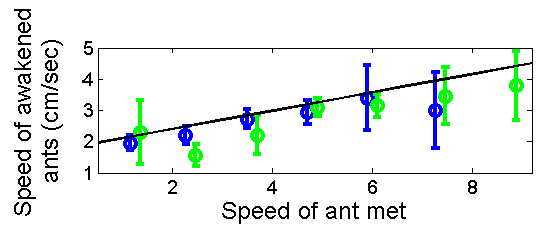 Speed of awakened
ants (cm/sec)
5
4
3
2
1
2 4 6 8
Speed of ant met